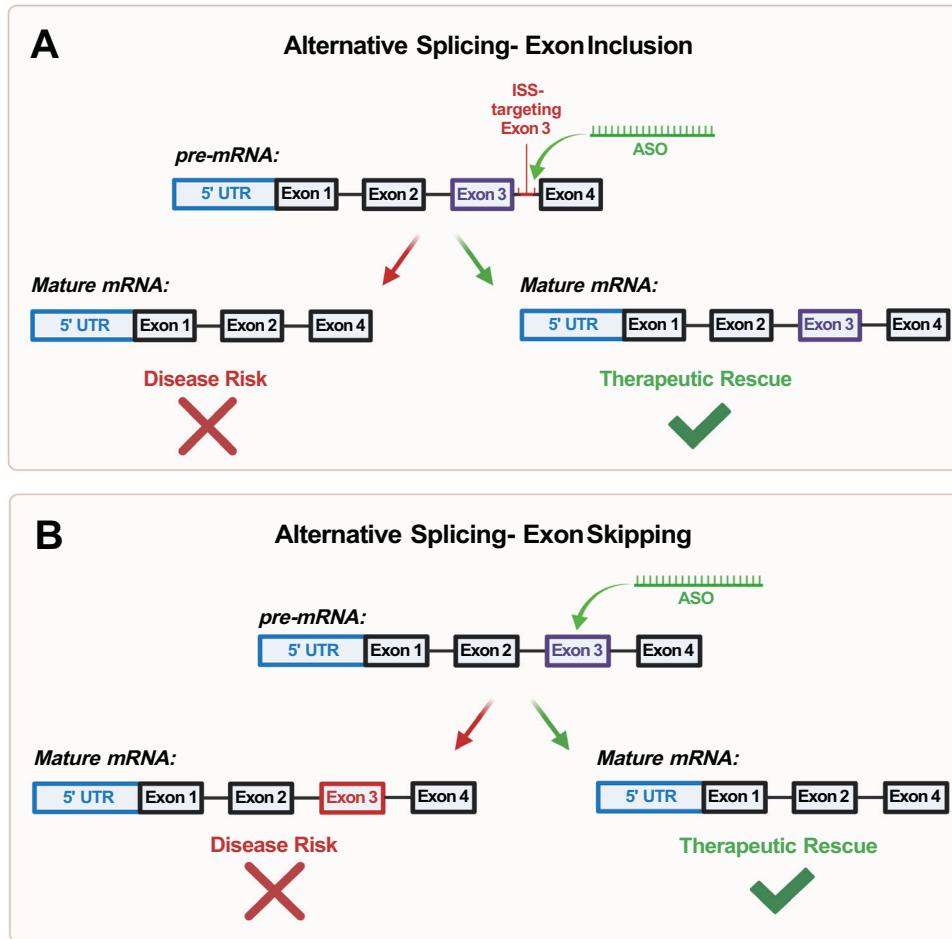 A
Alternative Splicing- Exon Inclusion
ISS-
targeting
Exon 3
ASO
pre-mRNA:
5' UTR Exon 1 Exon 2 Exon 3 Exon 4
Mature mRNA:
5' UTR Exon 1 Exon 2 Exon 4
Disease Risk
Mature mRNA:
5' UTR Exon 1 Exon 2 Exon 3 Exon 4
Therapeutic Rescue
B
Alternative Splicing- Exon Skipping
ASO
pre-mRNA:
5' UTR Exon 1 Exon 2 Exon 3 Exon 4
Mature mRNA:
5' UTR Exon 1 Exon 2 Exon 3 Exon 4
Disease Risk
Mature mRNA:
5' UTR Exon 1 Exon 2 Exon 4
Therapeutic Rescue